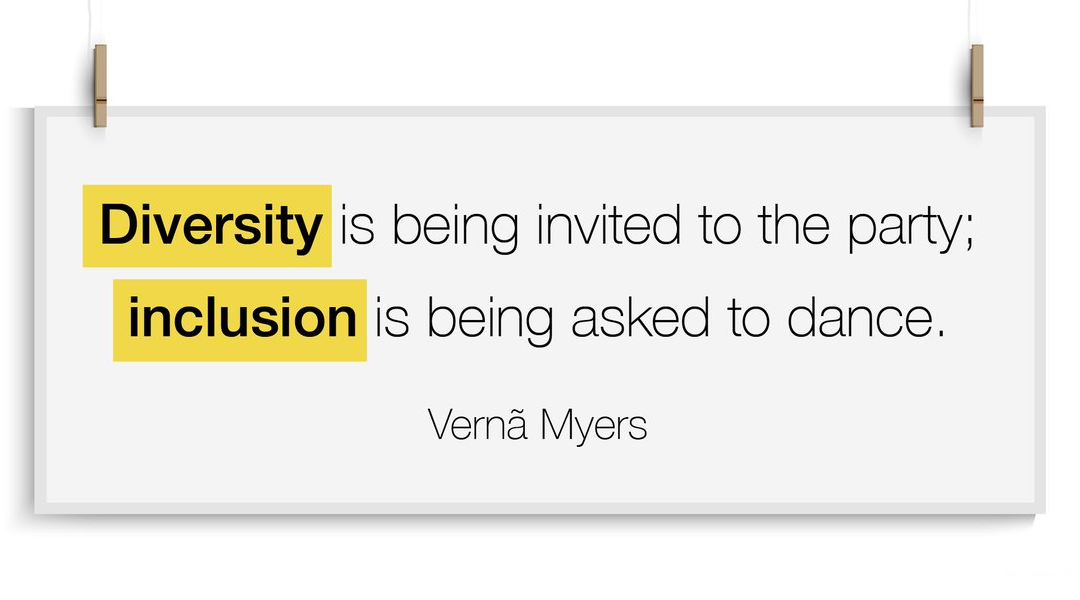 Diversity is being invited to the party;
inclusion is being asked to dance.
Vernã Myers